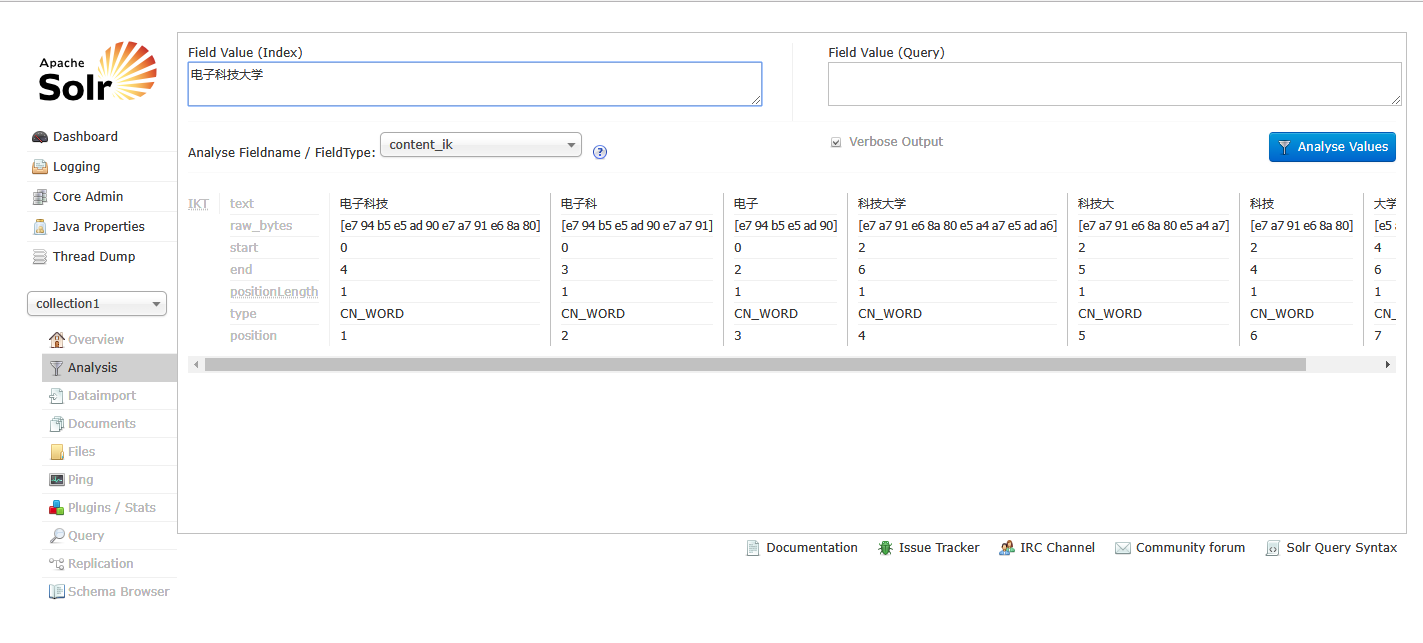 Apache
Solr
Dashboard
Logging
Core Admin
Java Properties
Thread Dump
collection1
Overview
Analysis
Dataimport
Documents
Files
Ping
Plugins / Stats
Query
Replication
Schema Browser
Field Value (Index)
电子科技大学
Field Value (Query)
Analyse Fieldname / FieldType: content_ik ?
Verbose Output
Analyse Values
IKT text 电子科技 电子科 电子 科技大学 科技大 科技 大学
raw_bytes [e7 94 b5 e5 ad 90 e7 a7 91 e6 8a 80] [e7 94 b5 e5 ad 90 e7 a7 91] [e7 94 b5 e5 ad 90] [e7 a7 91 e6 8a 80 e5 a4 a7 e5 ad a6] [e7 a7 91 e6 8a 80 e5 a4 a7] [e7 a7 91 e6 8a 80] [e5
start 0 0 0 2 2 2 4
end 4 3 2 6 5 4 6
positionLength 1 1 1 1 1 1 1
type CN_WORD CN_WORD CN_WORD CN_WORD CN_WORD CN_WORD CN_
position 1 2 3 4 5 6 7
Documentation Issue Tracker IRC Channel Community forum Solr Query Syntax